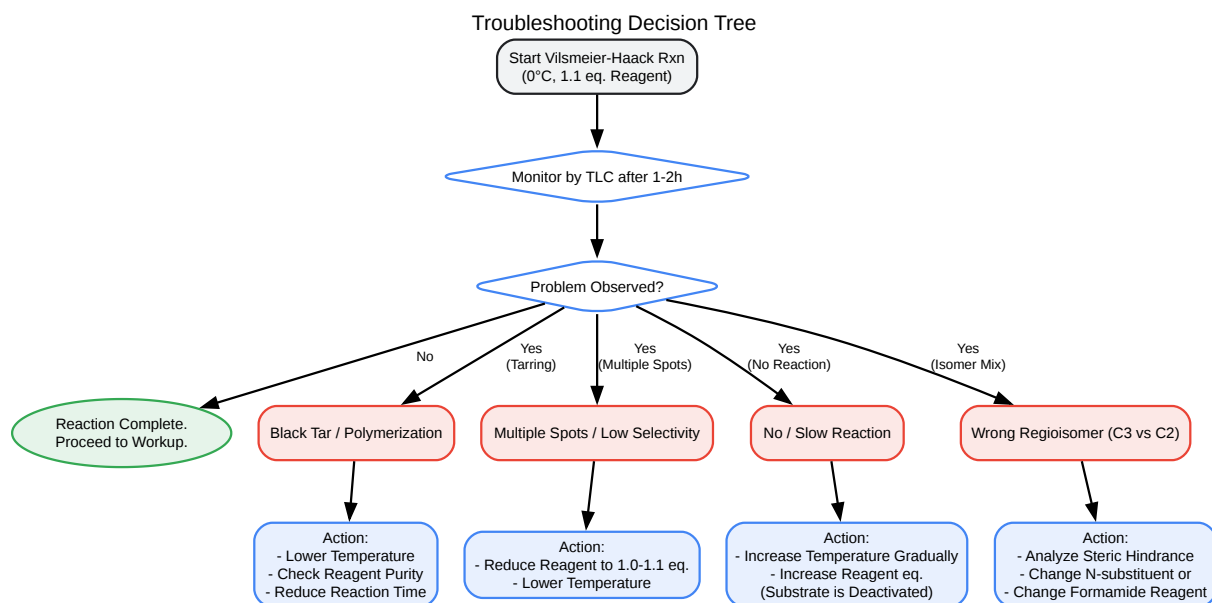 Troubleshooting Decision Tree
Start Vilsmeier-Haack Rxn
(0°C, 1.1 eq. Reagent)
Monitor by TLC after 1-2h
Problem Observed?
No
Yes
(Tarring)
Yes
(Multiple Spots)
Yes
(No Reaction)
Yes
(Isomer Mix)
Reaction Complete.
Proceed to Workup.
Black Tar / Polymerization
Multiple Spots / Low Selectivity
No / Slow Reaction
Wrong Regioisomer (C3 vs C2)
Action:
- Lower Temperature
- Check Reagent Purity
- Reduce Reaction Time
Action:
- Reduce Reagent to 1.0-1.1 eq.
- Lower Temperature
Action:
- Increase Temperature Gradually
- Increase Reagent eq.
(Substrate is Deactivated)
Action:
- Analyze Steric Hindrance
- Change N-substituent or
- Change Formamide Reagent